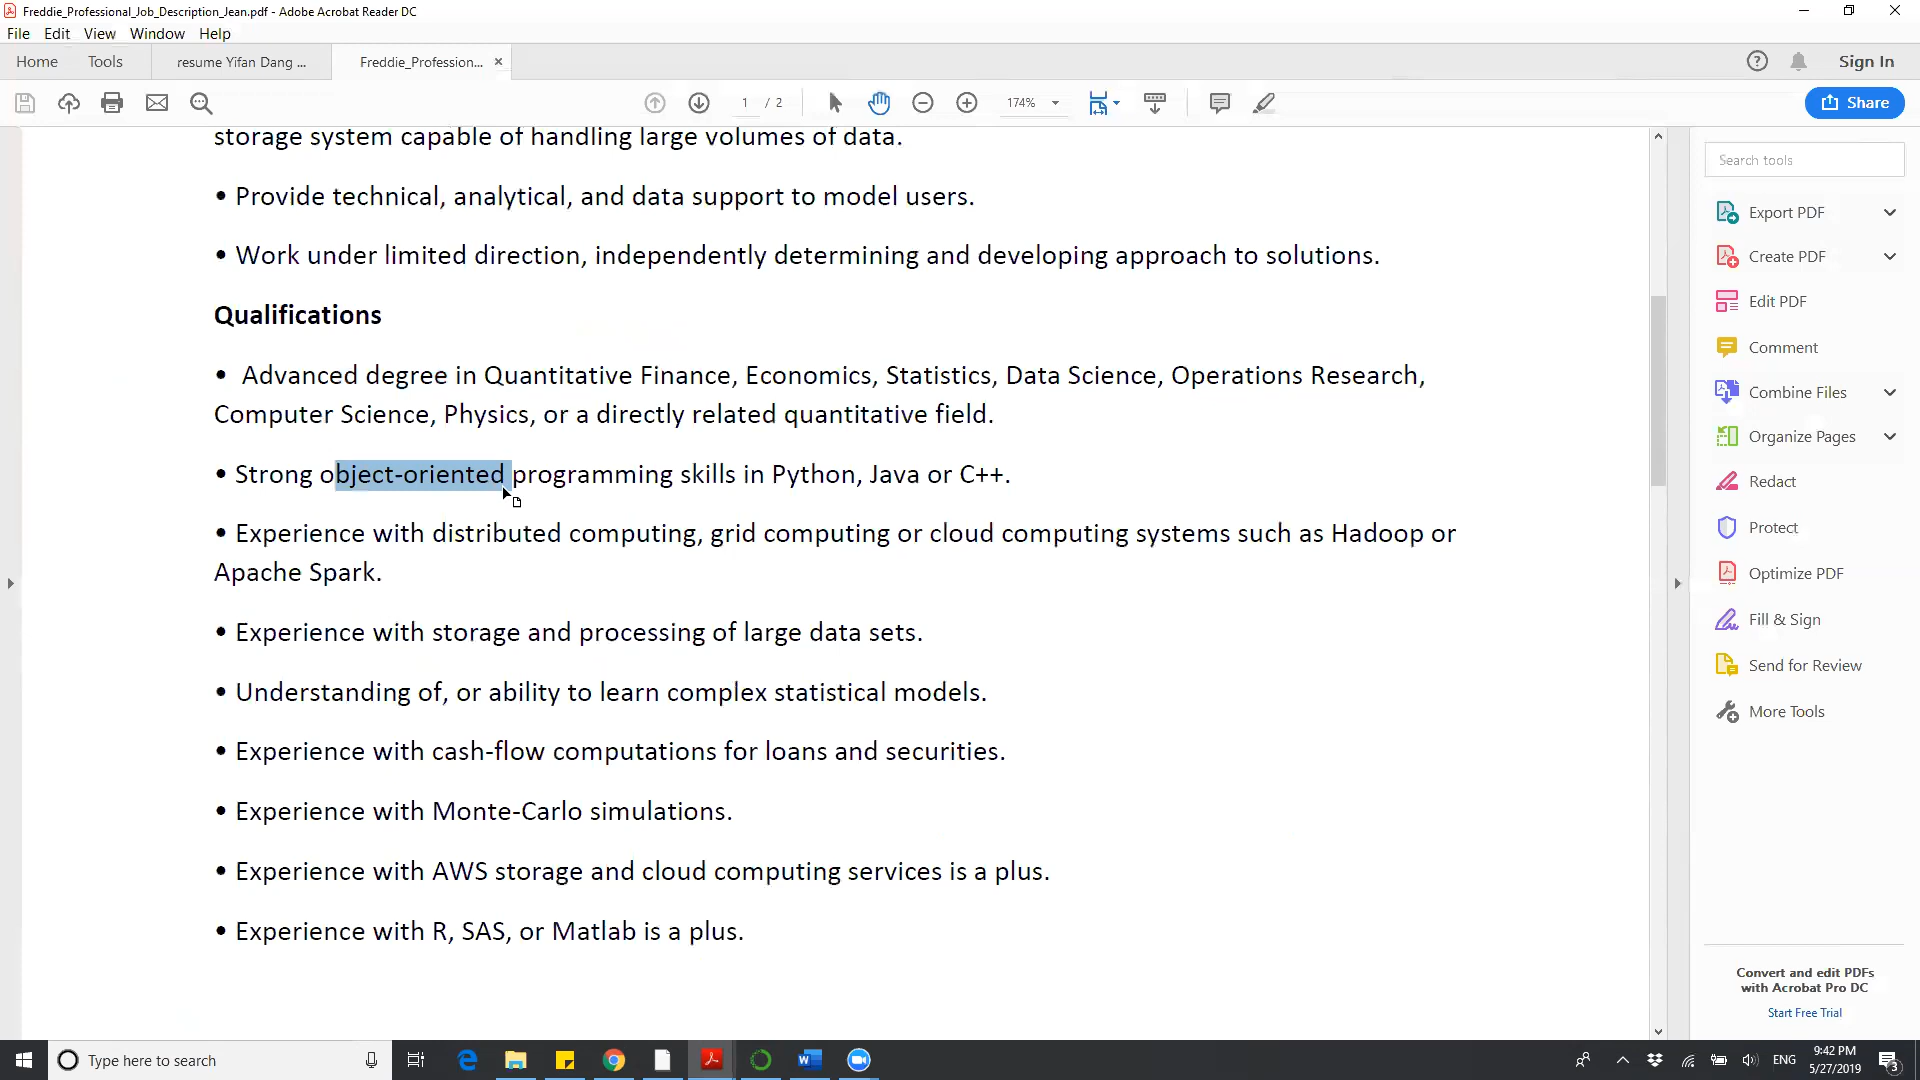 Freddie_Professional_Job_Description_Jean.pdf - Adobe Acrobat Reader DC
File Edit View Window Help
Home Tools resume Yifan Dang ... Freddie_Profession... × Sign In
1 / 2 174% Share
storage system capable of handling large volumes of data.
• Provide technical, analytical, and data support to model users.
• Work under limited direction, independently determining and developing approach to solutions.
Qualifications
• Advanced degree in Quantitative Finance, Economics, Statistics, Data Science, Operations Research,
Computer Science, Physics, or a directly related quantitative field.
• Strong object-oriented programming skills in Python, Java or C++.
• Experience with distributed computing, grid computing or cloud computing systems such as Hadoop or
Apache Spark.
• Experience with storage and processing of large data sets.
• Understanding of, or ability to learn complex statistical models.
• Experience with cash-flow computations for loans and securities.
• Experience with Monte-Carlo simulations.
• Experience with AWS storage and cloud computing services is a plus.
• Experience with R, SAS, or Matlab is a plus.
Search tools
Export PDF
Create PDF
Edit PDF
Comment
Combine Files
Organize Pages
Redact
Protect
Optimize PDF
Fill & Sign
Send for Review
More Tools
Convert and edit PDFs
with Acrobat Pro DC
Start Free Trial
Type here to search
ENG
9:42 PM
5/27/2019
3